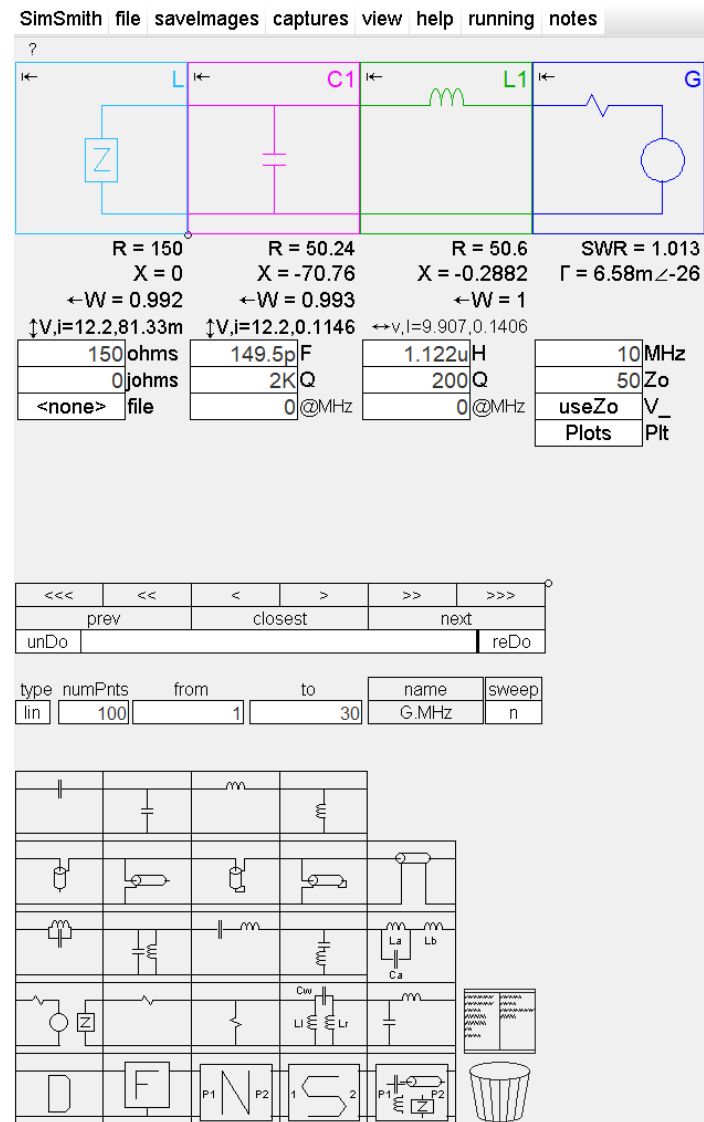 SimSmith file saveImages captures view help running notes
?
L C1 L1 G
Z
R = 150 R = 50.24 R = 50.6 SWR = 1.013
X = 0 X = -70.76 X = -0.2882 Γ = 6.58m∠-26
←W = 0.992 ←W = 0.993 ←W = 1
↕V,i=12.2,81.33m ↕V,i=12.2,0.1146 ↔v,I=9.907,0.1406
150 ohms 149.5p F 1.122u H 10 MHz
0 johms 2K Q 200 Q 50 Zo
<none> file 0 @MHz 0 @MHz useZo V_
Plots Plt
<<< << < > >> >>>
prev closest next
unDo reDo
type numPnts from to name sweep
lin 100 1 30 G.MHz n
La Lb
Ca
Z Cw Ll Lr
D F P1 N P2 1 S 2 P1 Z P2